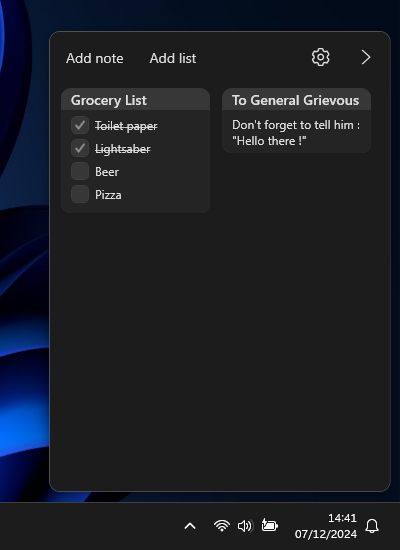 Add note Add list
Grocery List
Toilet paper
Lightsaber
Beer
Pizza
To General Grievous
Don't forget to tell him :
"Hello there !"
14:41
07/12/2024